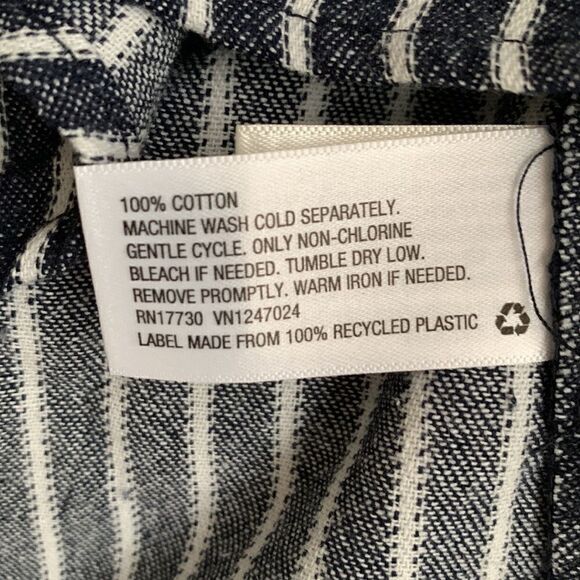 100% COTTON
MACHINE WASH COLD SEPARATELY.
GENTLE CYCLE. ONLY NON-CHLORINE
BLEACH IF NEEDED. TUMBLE DRY LOW.
REMOVE PROMPTLY. WARM IRON IF NEEDED.
RN17730 VN1247024
LABEL MADE FROM 100% RECYCLED PLASTIC